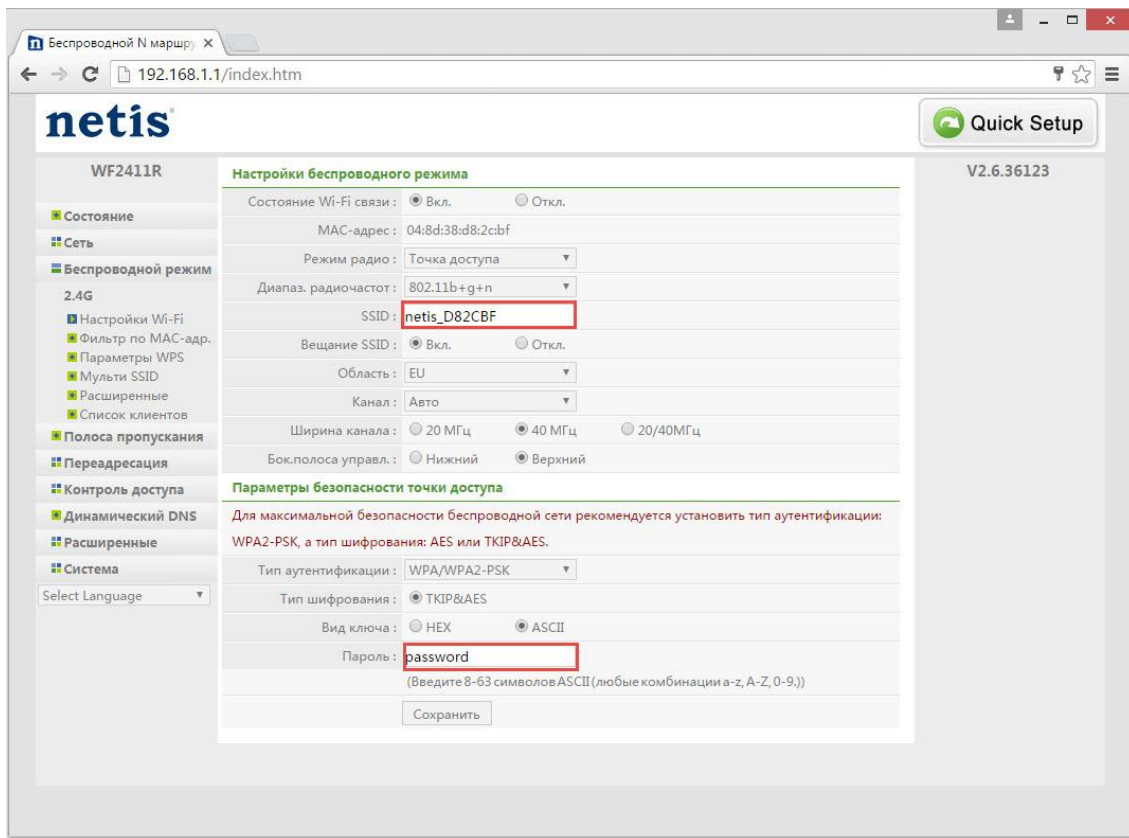 Беспроводной N маршру
192.168.1.1/index.htm
netis
Quick Setup
WF2411R
V2.6.36123
Состояние
Сеть
Беспроводной режим
2.4G
Настройки Wi-Fi
Фильтр по MAC-адр.
Параметры WPS
Мульти SSID
Расширенные
Список клиентов
Полоса пропускания
Переадресация
Контроль доступа
Динамический DNS
Расширенные
Система
Select Language
Настройки беспроводного режима
Состояние Wi-Fi связи : Вкл. Откл.
MAC-адрес : 04:8d:38:d8:2c:bf
Режим радио : Точка доступа
Диапаз. радиочастот : 802.11b+g+n
SSID : netis_D82CBF
Вещание SSID : Вкл. Откл.
Область : EU
Канал : Авто
Ширина канала : 20 МГц 40 МГц 20/40МГц
Бок.полоса управл. : Нижний Верхний
Параметры безопасности точки доступа
Для максимальной безопасности беспроводной сети рекомендуется установить тип аутентификации:
WPA2-PSK, а тип шифрования: AES или TKIP&AES.
Тип аутентификации : WPA/WPA2-PSK
Тип шифрования : TKIP&AES
Вид ключа : HEX ASCII
Пароль : password
(Введите 8-63 символов ASCII (любые комбинации a-z, A-Z, 0-9.))
Сохранить